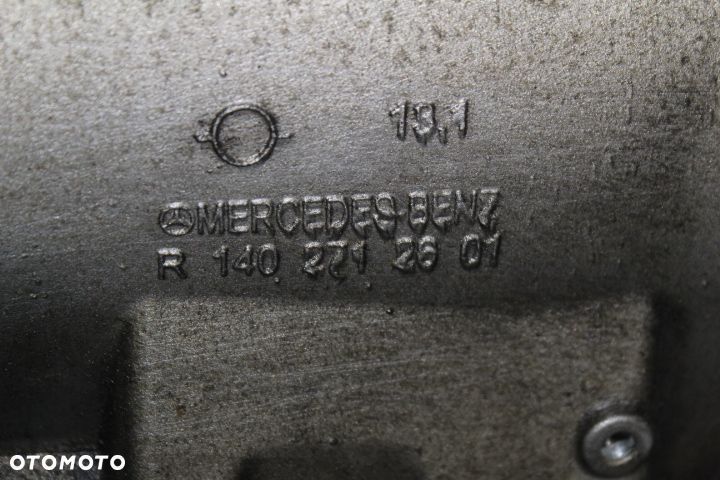 13,1
MERCEDES-BENZ
R 140 271 26 01
OTOMOTO